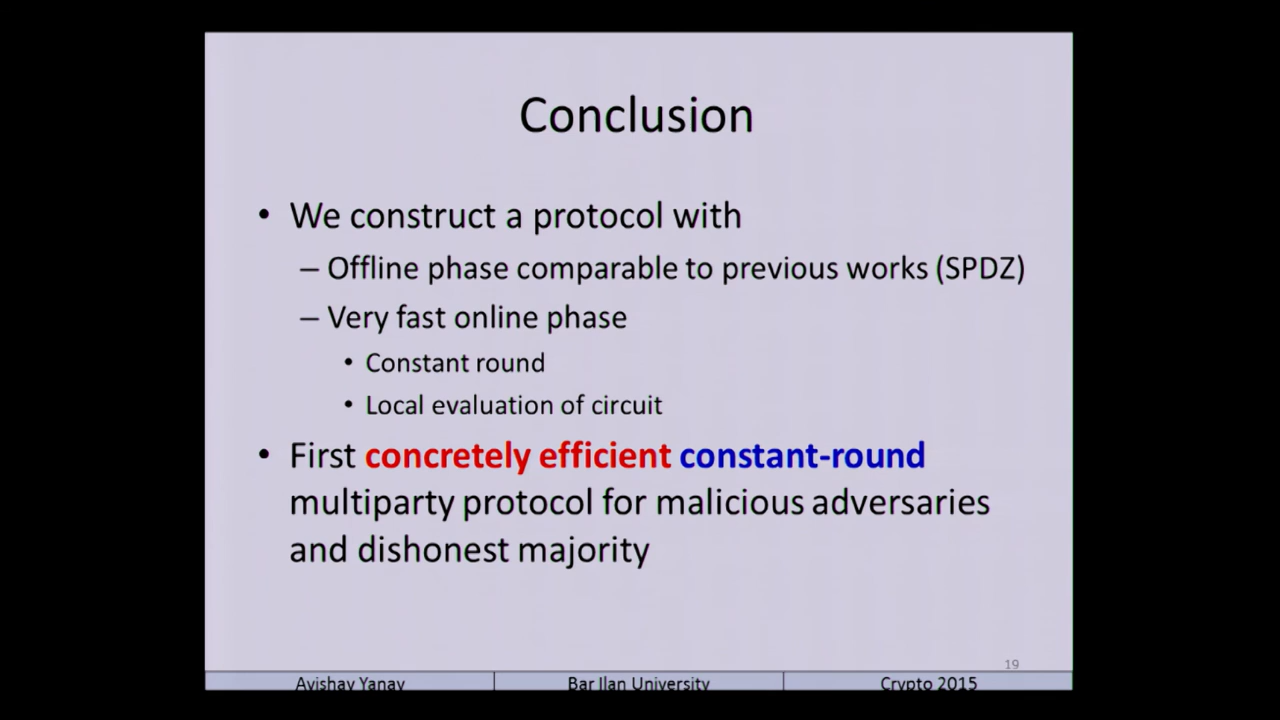 Conclusion
• We construct a protocol with
– Offline phase comparable to previous works (SPDZ)
– Very fast online phase
• Constant round
• Local evaluation of circuit
• First concretely efficient constant-round
multiparty protocol for malicious adversaries
and dishonest majority
19
Avishay Yanay Bar Ilan University Crypto 2015